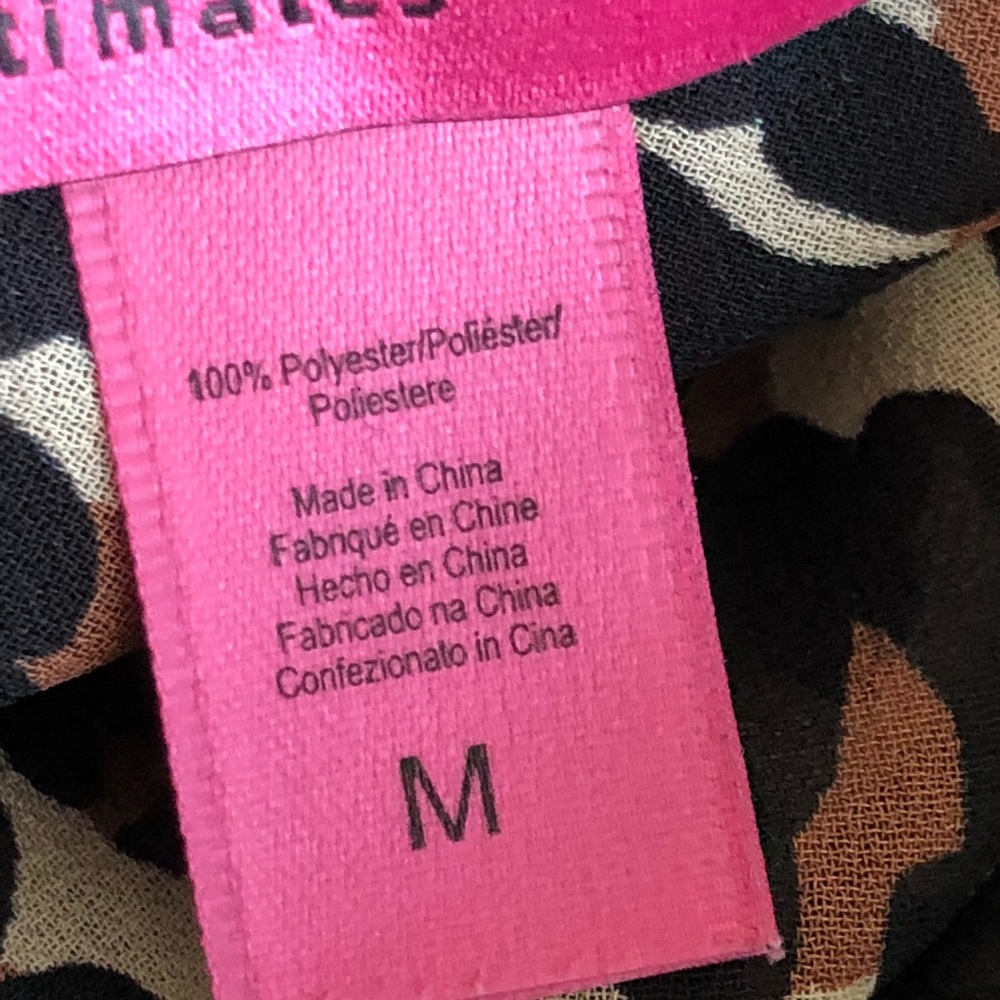 timates
100% Polyester/Poliéster/
Poliestere
Made in China
Fabriqué en Chine
Hecho en China
Fabricado na China
Confezionato in Cina
M